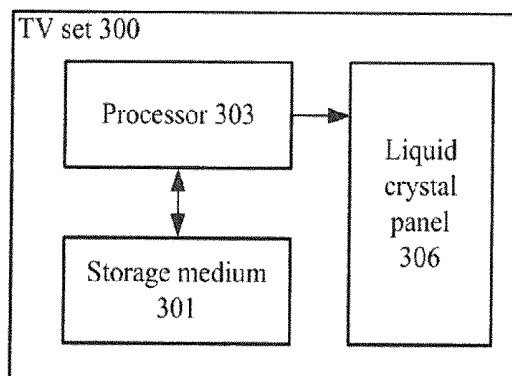 TV set 300
Processor 303
Storage medium
301
Liquid
crystal
panel
306